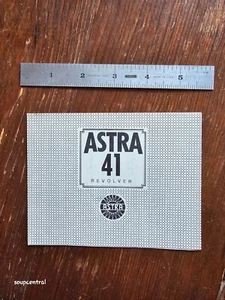 1 2 3 4 5
ASTRA
41
REVOLVER
ASTRA
soupcentral